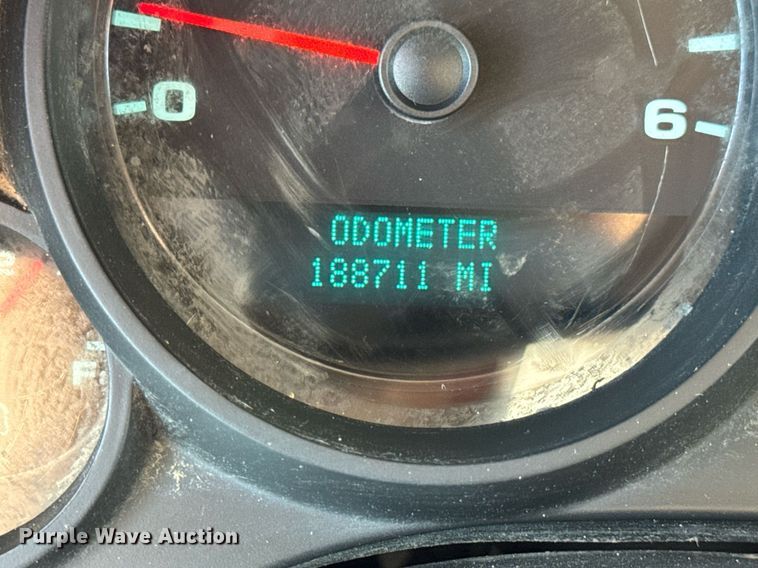 0
6
ODOMETER
188711 MI
Purple Wave Auction